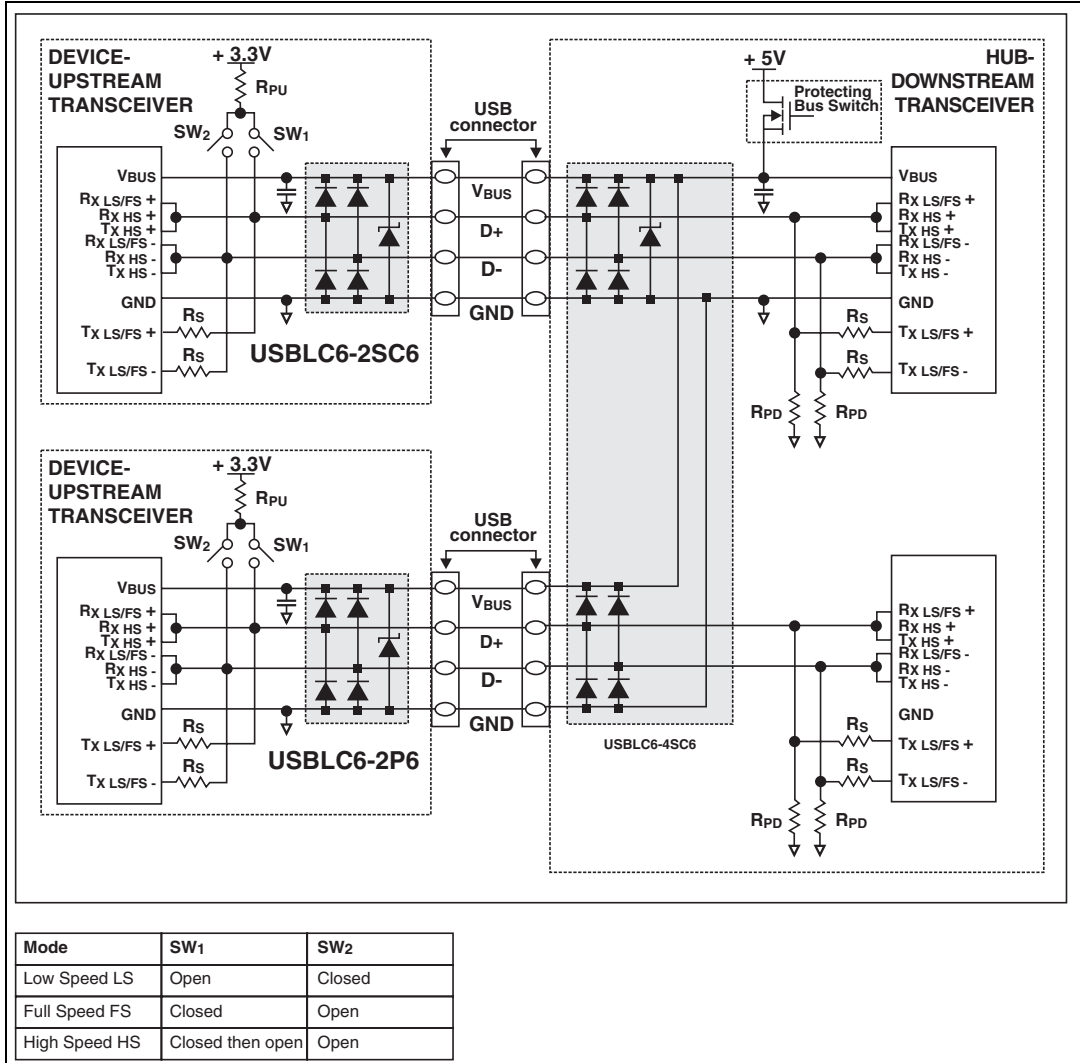 DEVICE-
UPSTREAM
TRANSCEIVER
+ 3.3V
RPU
SW2
SW1
VBUS
RX LS/FS +
RX HS +
TX HS +
RX LS/FS -
RX HS -
TX HS -
GND
TX LS/FS +
TX LS/FS -
RS
RS
USBLC6-2SC6
USB
connector
VBUS
D+
D-
GND
+ 5V
Protecting
Bus Switch
HUB-
DOWNSTREAM
TRANSCEIVER
VBUS
RX LS/FS +
RX HS +
TX HS +
RX LS/FS -
RX HS -
TX HS -
GND
RS
TX LS/FS +
RS
TX LS/FS -
RPD
RPD
DEVICE-
UPSTREAM
TRANSCEIVER
+ 3.3V
RPU
SW2
SW1
VBUS
RX LS/FS +
RX HS +
TX HS +
RX LS/FS -
RX HS -
TX HS -
GND
TX LS/FS +
TX LS/FS -
RS
RS
USBLC6-2P6
USB
connector
VBUS
D+
D-
GND
USBLC6-4SC6
RX LS/FS +
RX HS +
TX HS +
RX LS/FS -
RX HS -
TX HS -
GND
RS
TX LS/FS +
RS
TX LS/FS -
RPD
RPD
Mode SW1 SW2
Low Speed LS Open Closed
Full Speed FS Closed Open
High Speed HS Closed then open Open